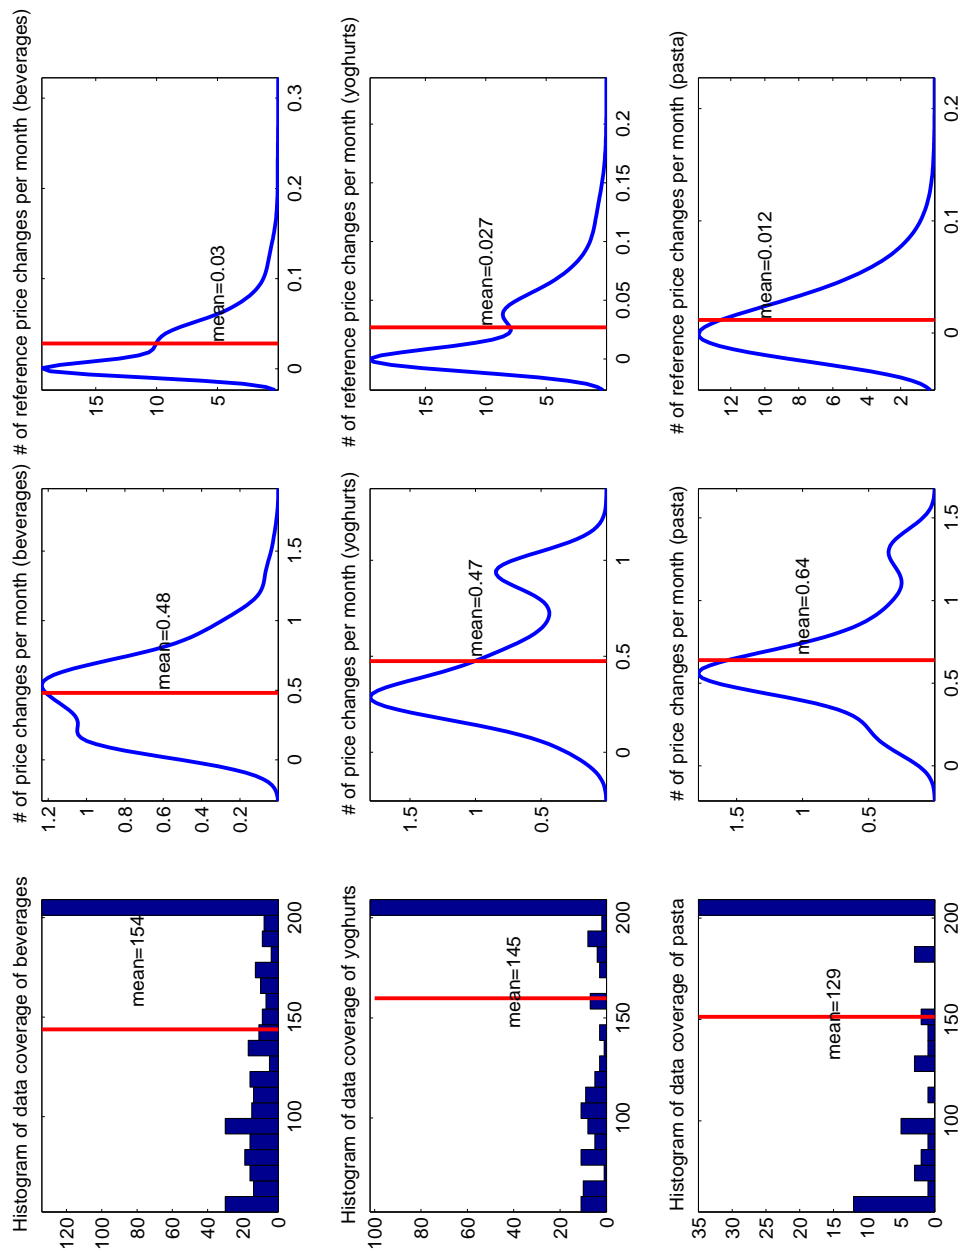 Histogram of data coverage of beverages
120
100
80
60
40
20
0
mean=154
100 150 200
# of price changes per month (beverages)
1.2
1
0.8
0.6
0.4
0.2
mean=0.48
0 0.5 1 1.5
# of reference price changes per month (beverages)
15
10
5
mean=0.03
0 0.1 0.2 0.3
Histogram of data coverage of yoghurts
100
80
60
40
20
0
mean=145
100 150 200
# of price changes per month (yoghurts)
1.5
1
0.5
mean=0.47
0 0.5 1
# of reference price changes per month (yoghurts)
15
10
5
mean=0.027
0 0.05 0.1 0.15 0.2
Histogram of data coverage of pasta
35
30
25
20
15
10
5
0
mean=129
100 150 200
# of price changes per month (pasta)
1.5
1
0.5
mean=0.64
0 0.5 1 1.5
# of reference price changes per month (pasta)
12
10
8
6
4
2
mean=0.012
0 0.1 0.2